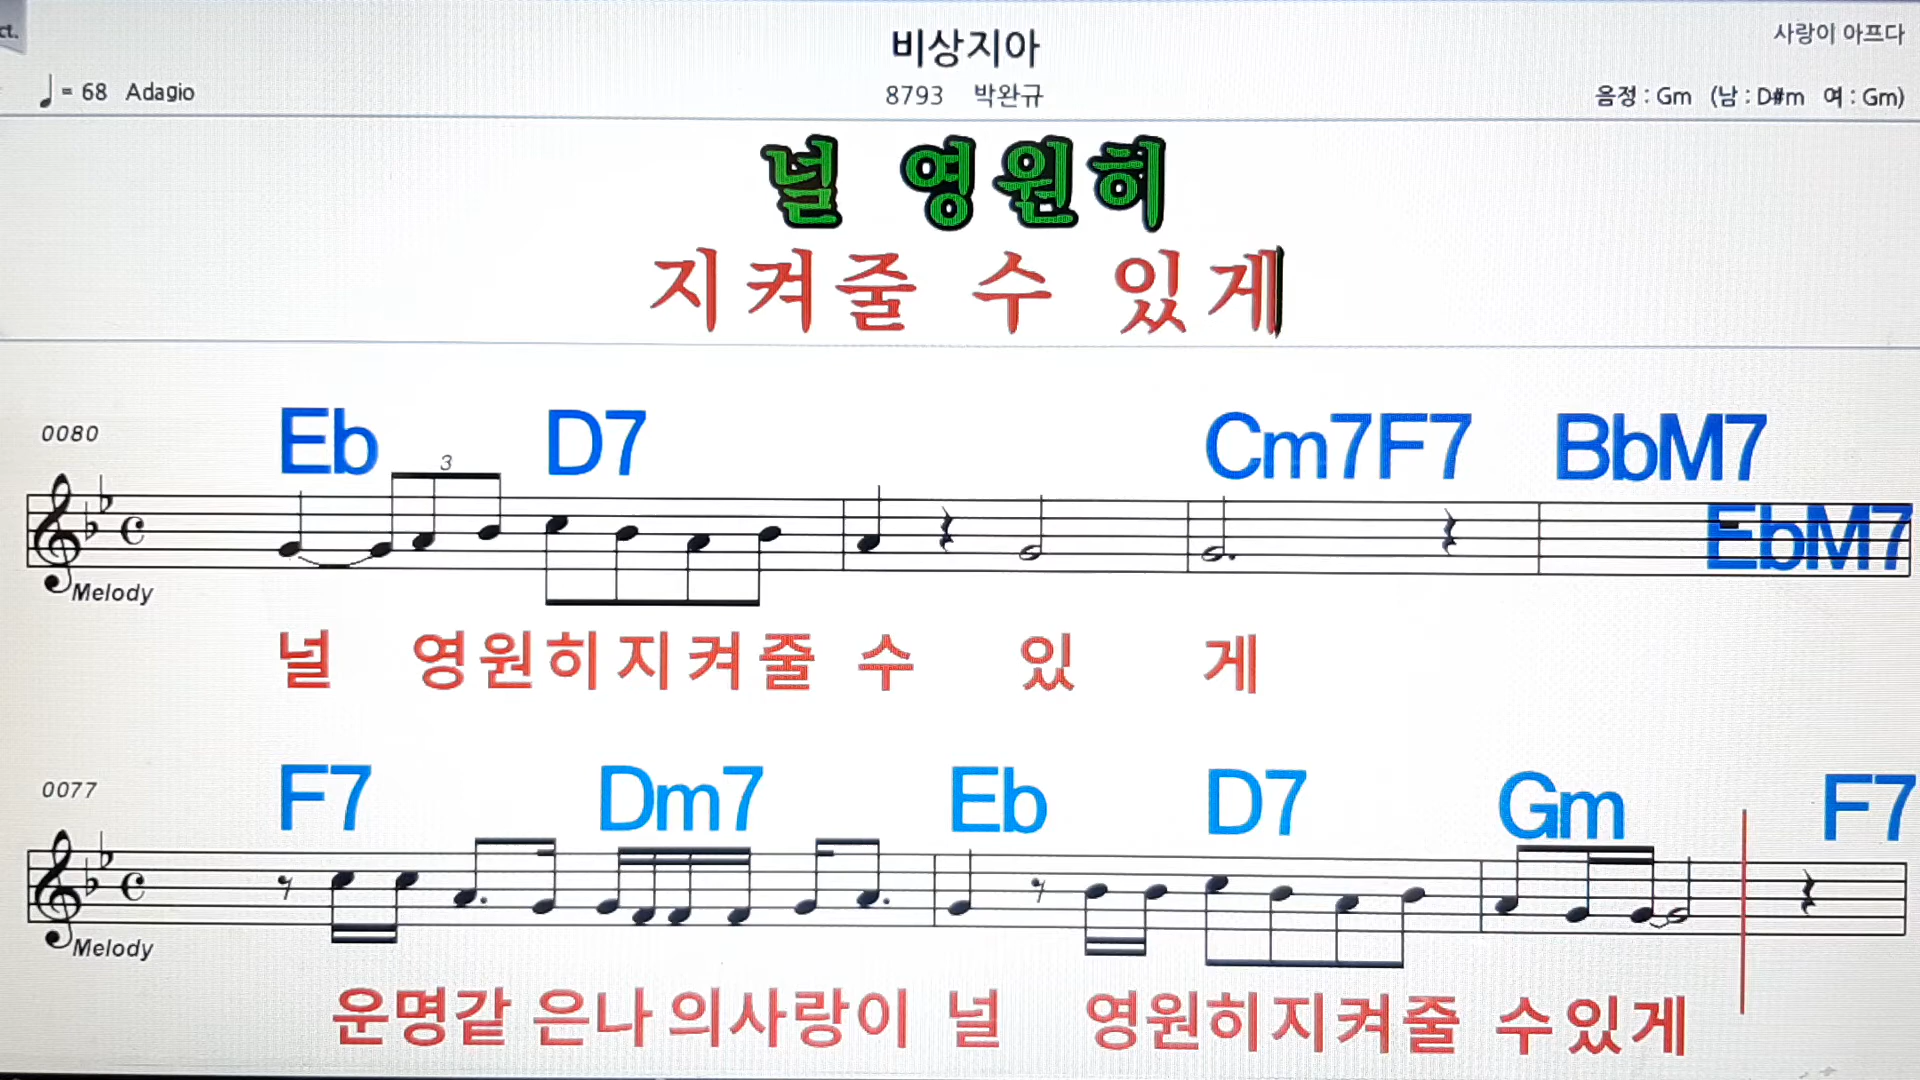 ct.
비상지아
사랑이 아프다
= 68 Adagio
8793 박완규
음정 : Gm (남 : D#m 여 : Gm)
널 영원히
지켜줄 수 있게
0080
Eb D7 Cm7 F7 BbM7 EbM7
3
Melody
널 영원히지켜줄 수 있 게
0077
F7 Dm7 Eb D7 Gm F7
Melody
운명같 은나 의사랑이 널 영원히지켜줄 수있게